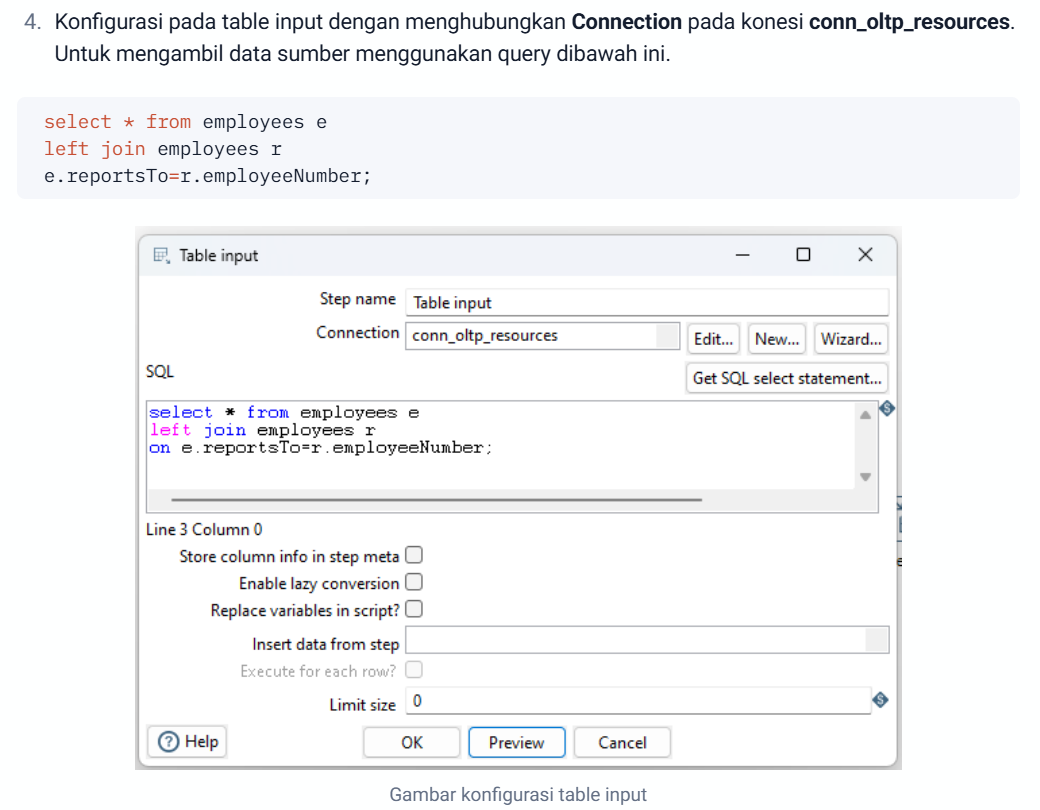 4. Konfigurasi pada table input dengan menghubungkan Connection pada konesi conn_oltp_resources.
Untuk mengambil data sumber menggunakan query dibawah ini.
select * from employees e
left join employees r
e.reportsTo=r.employeeNumber;
Table input
Step name Table input
Connection conn_oltp_resources Edit... New... Wizard...
SQL Get SQL select statement...
select * from employees e
left join employees r
on e.reportsTo=r.employeeNumber;
Line 3 Column 0
Store column info in step meta
Enable lazy conversion
Replace variables in script?
Insert data from step
Execute for each row?
Limit size 0
Help OK Preview Cancel
Gambar konfigurasi table input